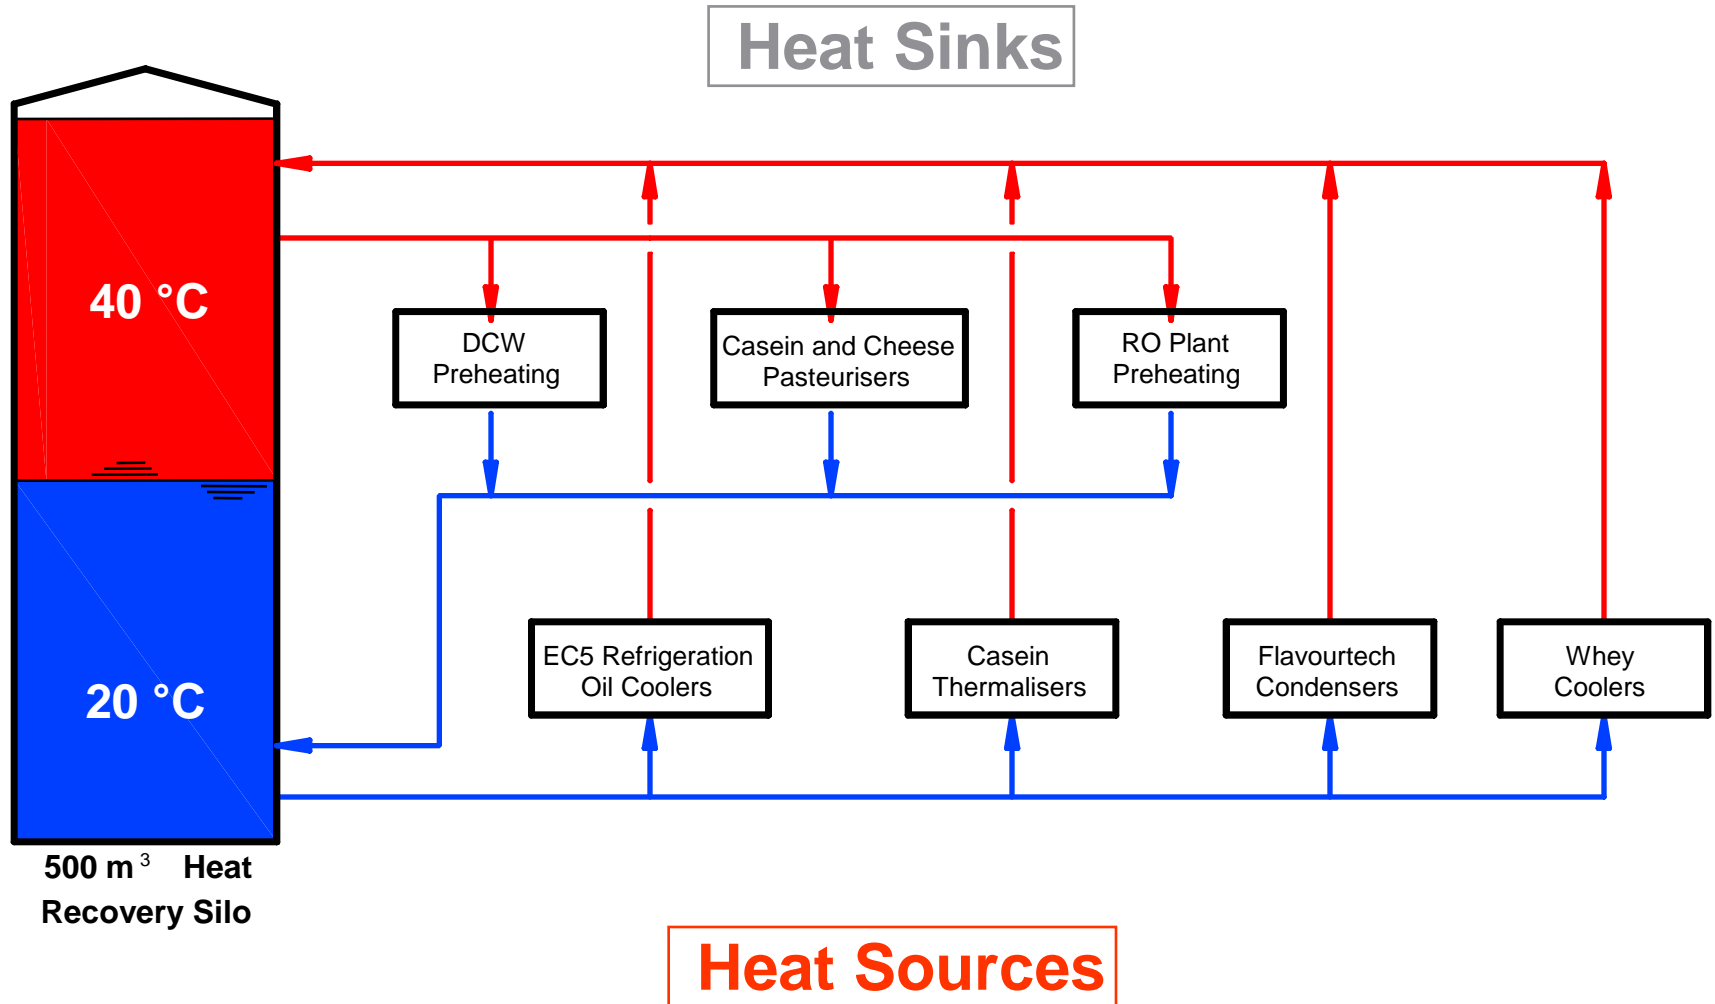 Heat Sinks
40 °C
DCW
Preheating
Casein and Cheese
Pasteurisers
RO Plant
Preheating
EC5 Refrigeration
Oil Coolers
Casein
Thermalisers
Flavourtech
Condensers
Whey
Coolers
20 °C
500 m³ Heat
Recovery Silo
Heat Sources